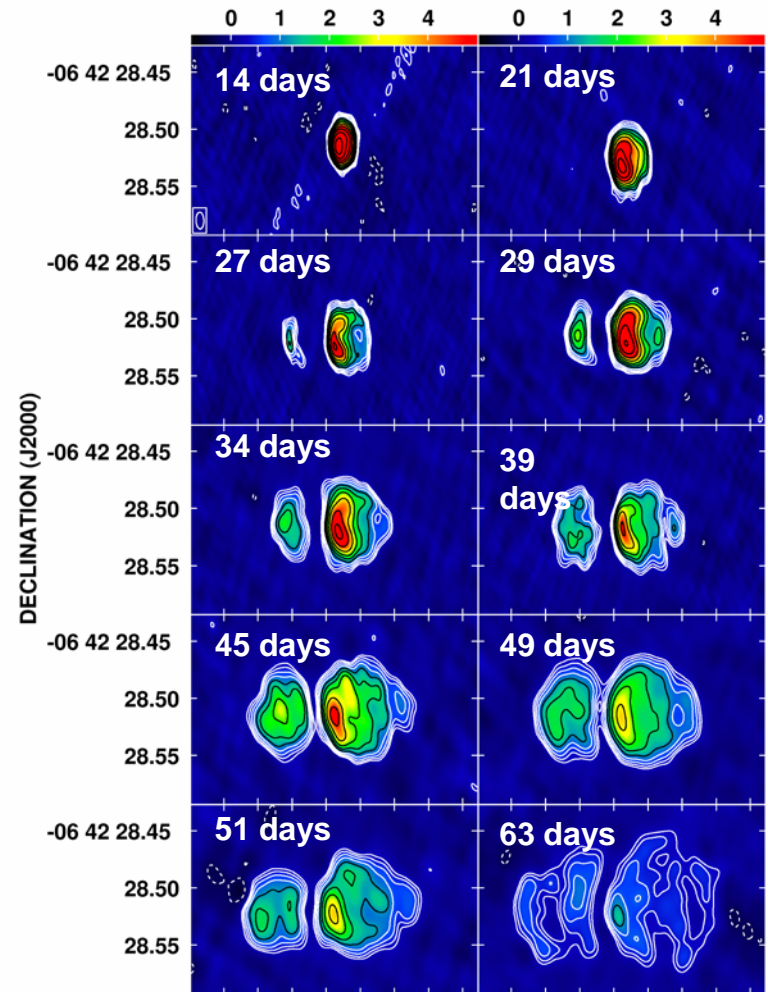 0 1 2 3 4 0 1 2 3 4
-06 42 28.45
14 days 21 days
28.50
28.55
-06 42 28.45
27 days 29 days
28.50
28.55
DECLINATION (J2000)
-06 42 28.45
34 days 39
days
28.50
28.55
-06 42 28.45
45 days 49 days
28.50
28.55
-06 42 28.45
51 days 63 days
28.50
28.55